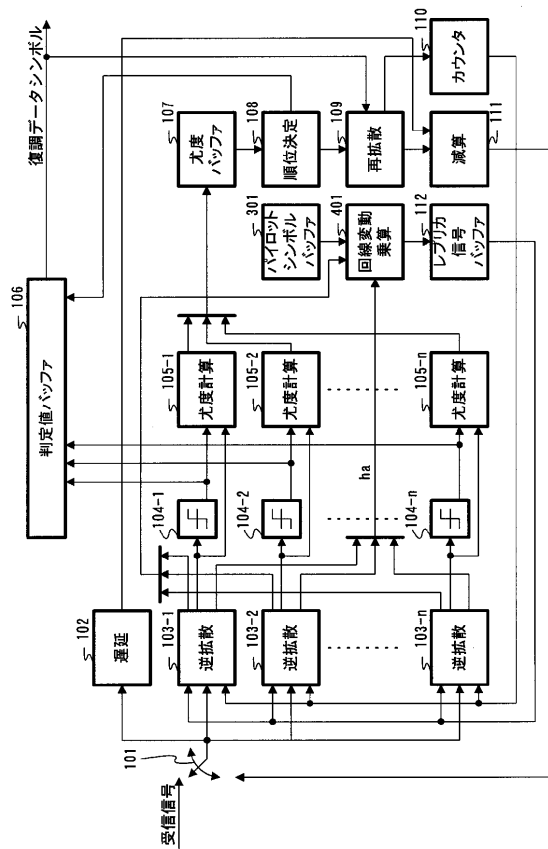 受信信号
101
102
遅延
103-1
逆拡散
103-2
逆拡散
103-n
逆拡散
104-1
104-2
104-n
ha
105-1
尤度計算
105-2
尤度計算
105-n
尤度計算
106
判定値バッファ
復調データシンボル
107
尤度
バッファ
108
順位決定
109
再拡散
110
カウンタ
111
減算
301
パイロット
シンボル
バッファ
401
回線変動
乗算
112
レプリカ
信号
バッファ